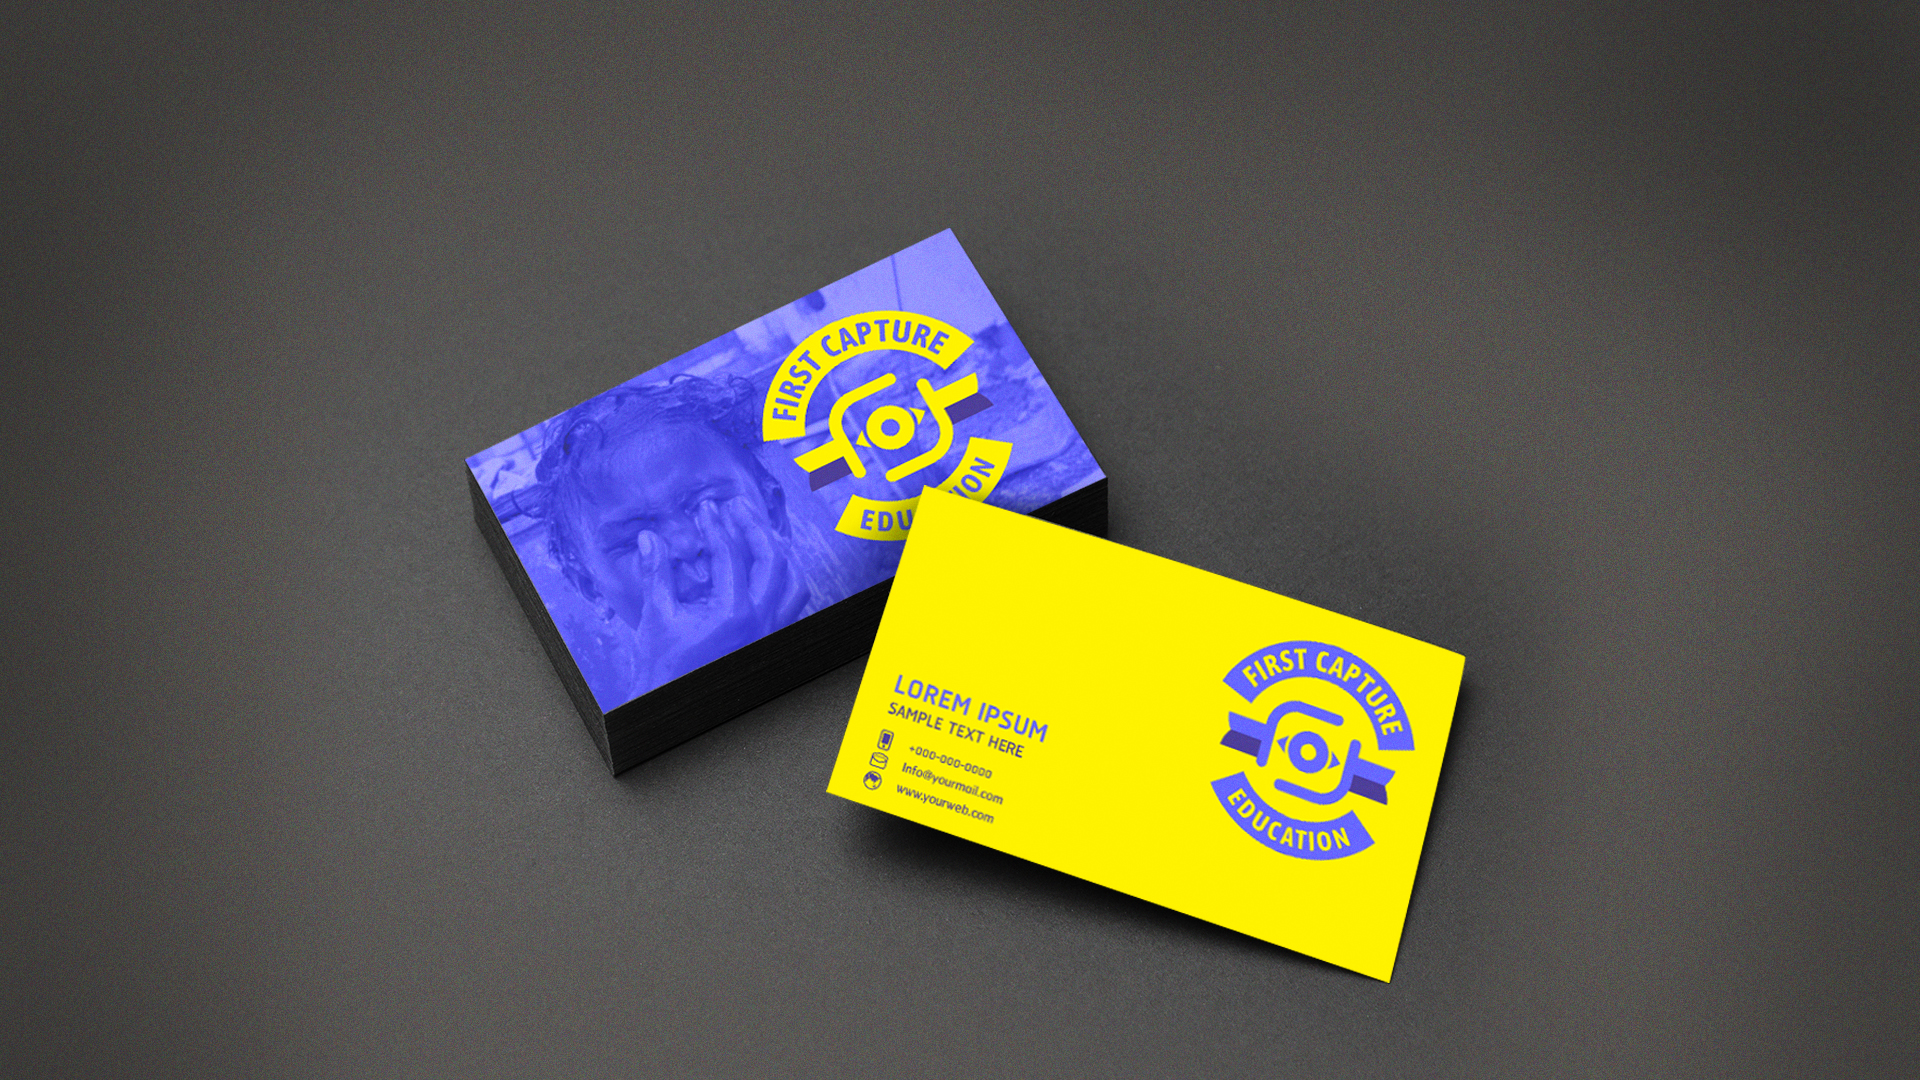 FIRST CAPTURE
EDU ION
LOREM IPSUM
SAMPLE TEXT HERE
+000-000-0000
Info@yourmail.com
www.yourweb.com
FIRST CAPTURE
EDUCATION